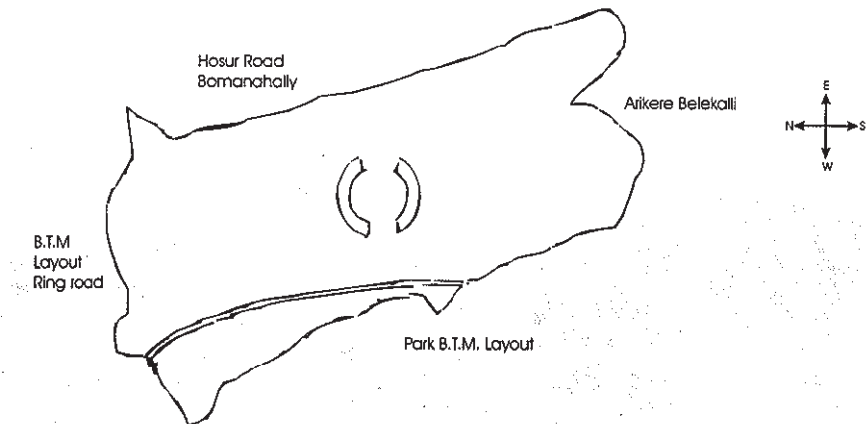 Hosur Road
Bomanahally
Arikere Belekalli
E
N
S
W
B.T.M
Layout
Ring road
Park B.T.M. Layout